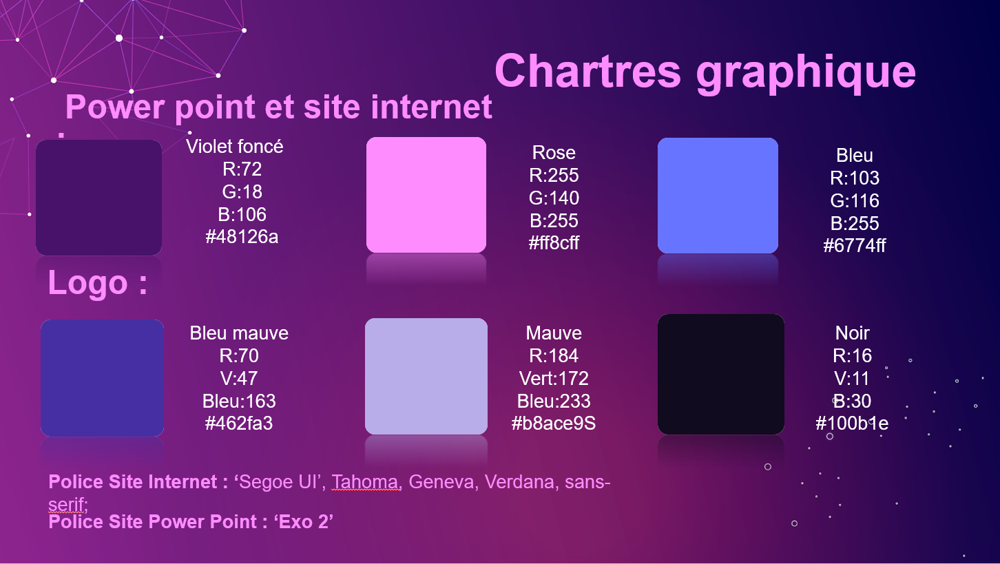 Chartres graphique
Power point et site internet
:
Violet foncé
R:72
G:18
B:106
#48126a
Rose
R:255
G:140
B:255
#ff8cff
Bleu
R:103
G:116
B:255
#6774ff
Logo :
Bleu mauve
R:70
V:47
Bleu:163
#462fa3
Mauve
R:184
Vert:172
Bleu:233
#b8ace9S
Noir
R:16
V:11
B:30
#100b1e
Police Site Internet : ‘Segoe UI’, Tahoma, Geneva, Verdana, sans-
serif;
Police Site Power Point : ‘Exo 2’